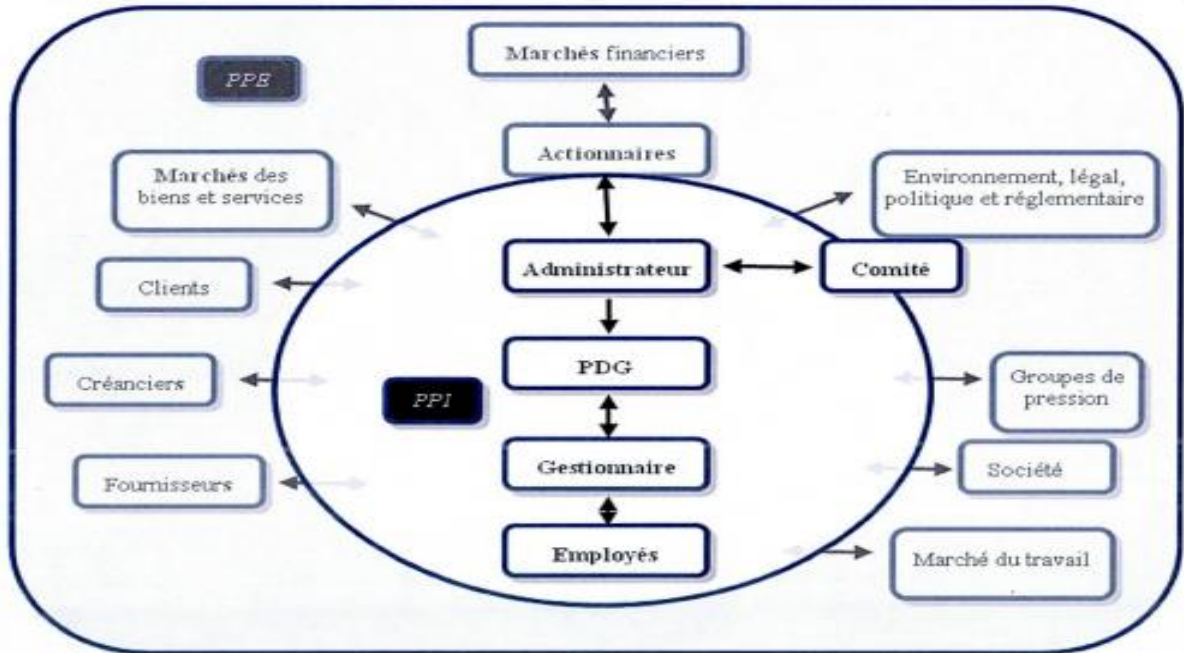 Marchés financiers
PPE
Actionnaires
Marchés des
biens et services
Environnement, légal,
politique et réglementaire
Administrateur
Comité
Clients
PDG
Créanciers
PPI
Groupes de
pression
Gestionnaire
Société
Fournisseurs
Employés
Marché du travail